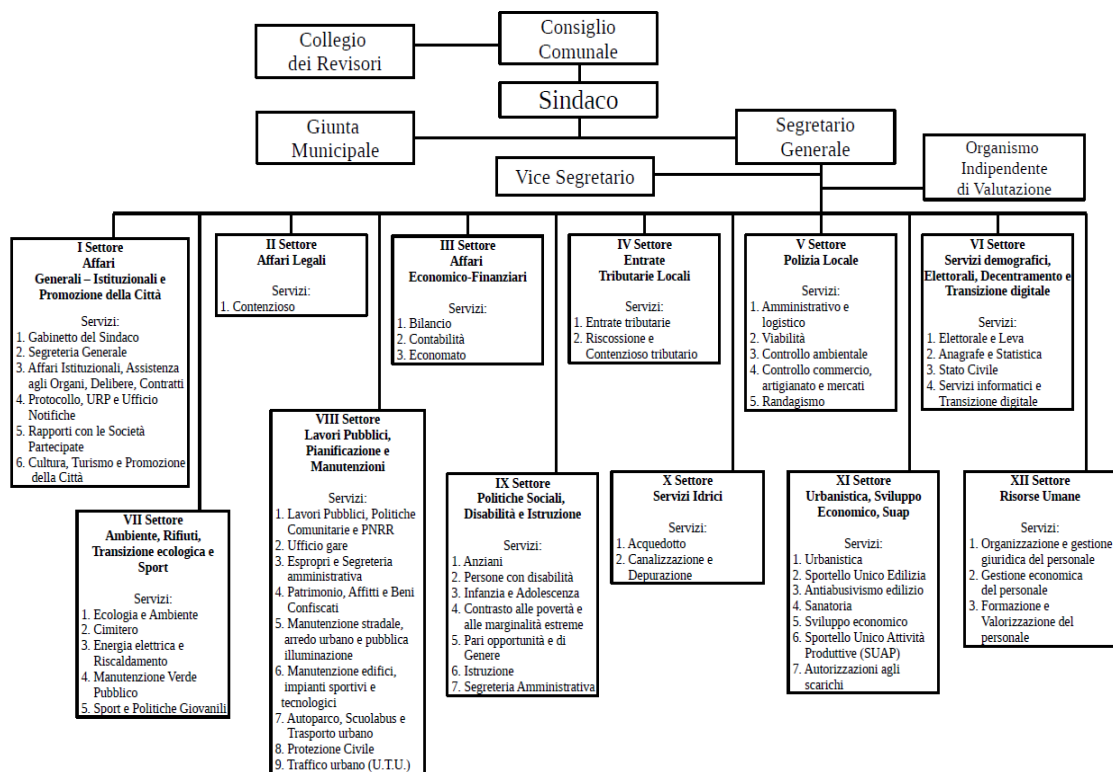 Collegio
dei Revisori
Consiglio
Comunale
Sindaco
Giunta
Municipale
Segretario
Generale
Vice Segretario
Organismo
Indipendente
di Valutazione
I Settore
Affari
Generali – Istituzionali e
Promozione della Città
Servizi:
1. Gabinetto del Sindaco
2. Segreteria Generale
3. Affari Istituzionali, Assistenza
agli Organi, Delibere, Contratti
4. Protocollo, URP e Ufficio
Notifiche
5. Rapporti con le Società
Partecipate
6. Cultura, Turismo e Promozione
della Città
II Settore
Affari Legali
Servizi:
1. Contenzioso
III Settore
Affari
Economico-Finanziari
Servizi:
1. Bilancio
2. Contabilità
3. Economato
IV Settore
Entrate
Tributarie Locali
Servizi:
1. Entrate tributarie
2. Riscossione e
Contenzioso tributario
V Settore
Polizia Locale
Servizi:
1. Amministrativo e
logistico
2. Viabilità
3. Controllo ambientale
4. Controllo commercio,
artigianato e mercati
5. Randagismo
VI Settore
Servizi demografici,
Elettorali, Decentramento e
Transizione digitale
Servizi:
1. Elettorale e Leva
2. Anagrafe e Statistica
3. Stato Civile
4. Servizi informatici e
Transizione digitale
VII Settore
Ambiente, Rifiuti,
Transizione ecologica e
Sport
Servizi:
1. Ecologia e Ambiente
2. Cimitero
3. Energia elettrica e
Riscaldamento
4. Manutenzione Verde
Pubblico
5. Sport e Politiche Giovanili
VIII Settore
Lavori Pubblici,
Pianificazione e
Manutenzioni
Servizi:
1. Lavori Pubblici, Politiche
Comunitarie e PNRR
2. Ufficio gare
3. Espropri e Segreteria
amministrativa
4. Patrimonio, Affitti e Beni
Confiscati
5. Manutenzione stradale,
arredo urbano e pubblica
illuminazione
6. Manutenzione edifici,
impianti sportivi e
tecnologici
7. Autoparco, Scuolabus e
Trasporto urbano
8. Protezione Civile
9. Traffico urbano (U.T.U.)
IX Settore
Politiche Sociali,
Disabilità e Istruzione
Servizi:
1. Anziani
2. Persone con disabilità
3. Infanzia e Adolescenza
4. Contrasto alle povertà e
alle marginalità estreme
5. Pari opportunità e di
Genere
6. Istruzione
7. Segreteria Amministrativa
X Settore
Servizi Idrici
Servizi:
1. Acquedotto
2. Canalizzazione e
Depurazione
XI Settore
Urbanistica, Sviluppo
Economico, Suap
Servizi:
1. Urbanistica
2. Sportello Unico Edilizia
3. Antiabusivismo edilizio
4. Sanatoria
5. Sviluppo economico
6. Sportello Unico Attività
Produttive (SUAP)
7. Autorizzazioni agli
scarichi
XII Settore
Risorse Umane
Servizi:
1. Organizzazione e gestione
giuridica del personale
2. Gestione economica
del personale
3. Formazione e
Valorizzazione del
personale